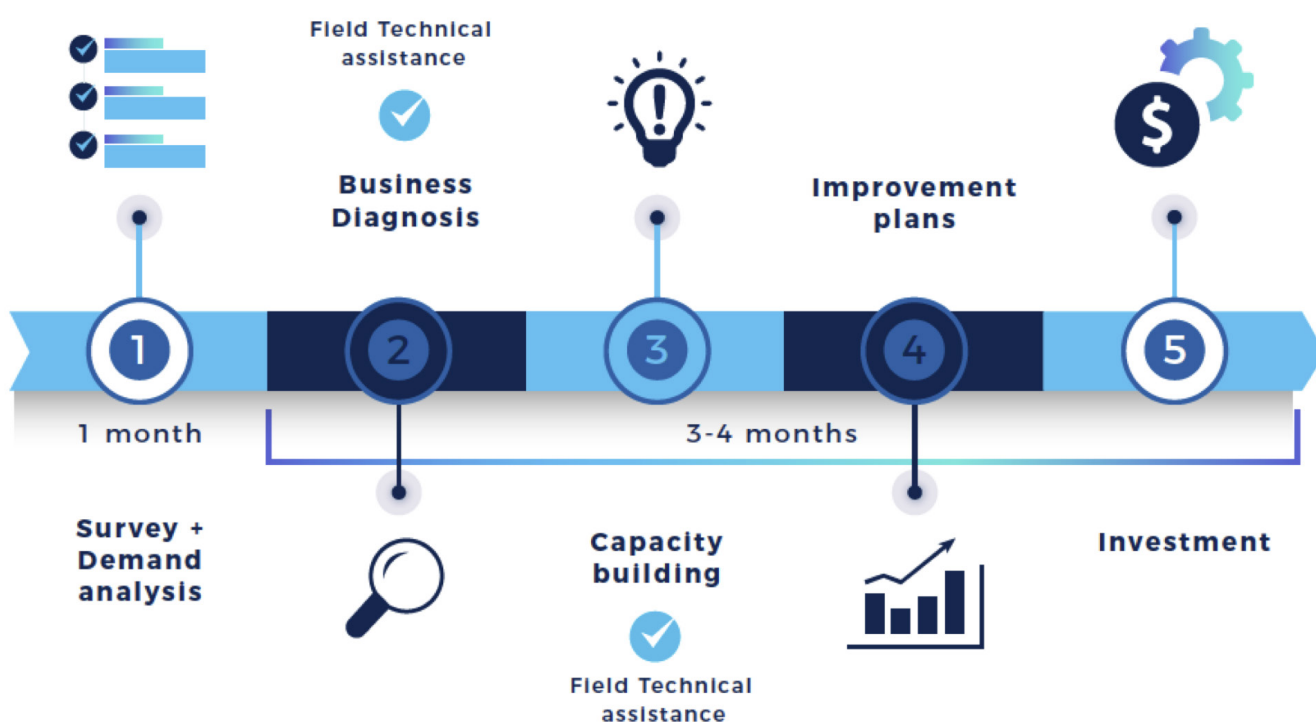 Field Technical
assistance
Business
Diagnosis
Improvement
plans
$
1
2
3
4
5
1 month
3-4 months
Survey +
Demand
analysis
Capacity
building
Field Technical
assistance
Investment